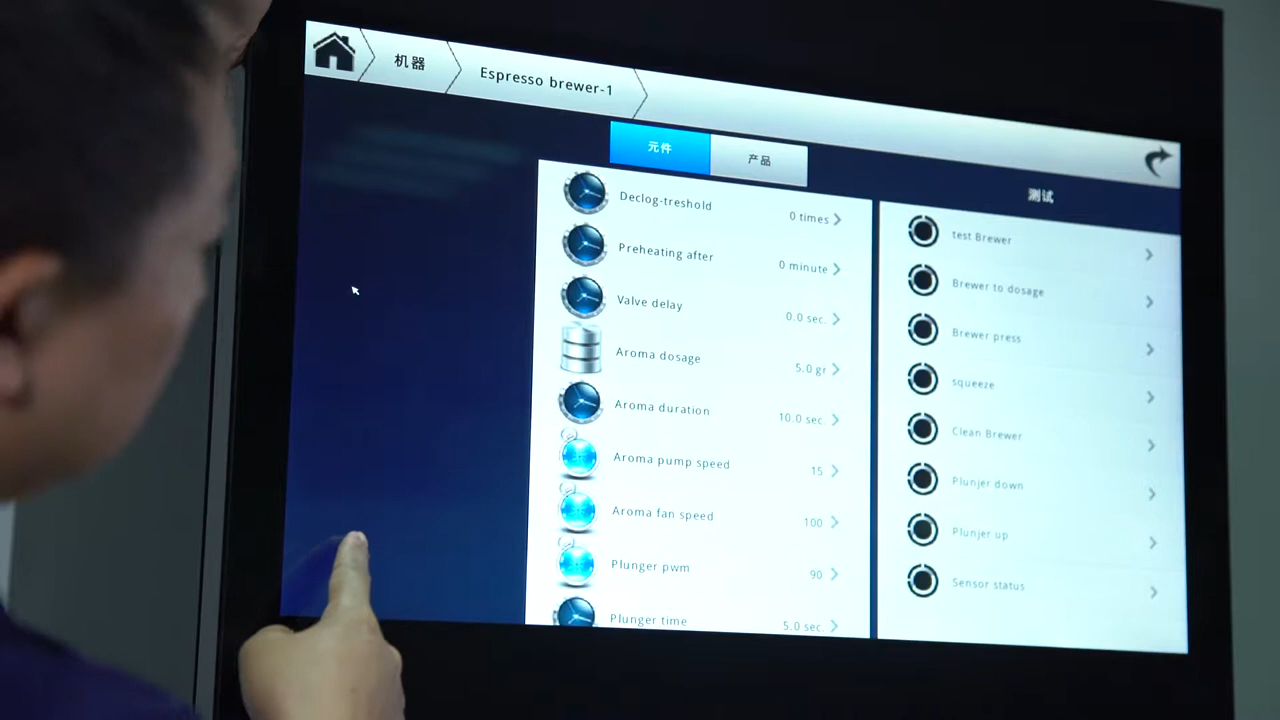 机器
Espresso brewer-1
元件
产品
Declog-treshold
0 times
Preheating after
0 minute
Valve delay
0.0 sec.
Aroma dosage
5.0 gr
Aroma duration
10.0 sec.
Aroma pump speed
15
Aroma fan speed
100
Plunger pwm
90
Plunger time
5.0 sec.
测试
test Brewer
Brewer to dosage
Brewer press
squeeze
Clean Brewer
Plunjer down
Plunjer up
Sensor status